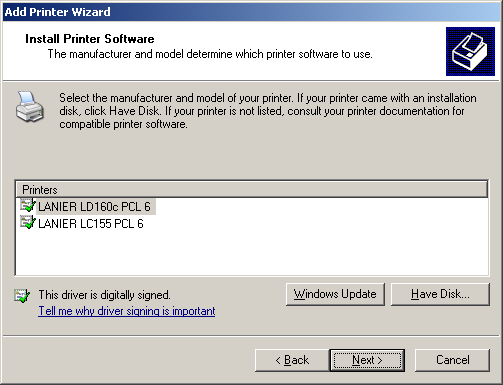 Add Printer Wizard
Install Printer Software
The manufacturer and model determine which printer software to use.
Select the manufacturer and model of your printer. If your printer came with an installation
disk, click Have Disk. If your printer is not listed, consult your printer documentation for
compatible printer software.
Printers
LANIER LD160c PCL 6
LANIER LC155 PCL 6
This driver is digitally signed.
Tell me why driver signing is important
Windows Update
Have Disk...
< Back
Next >
Cancel